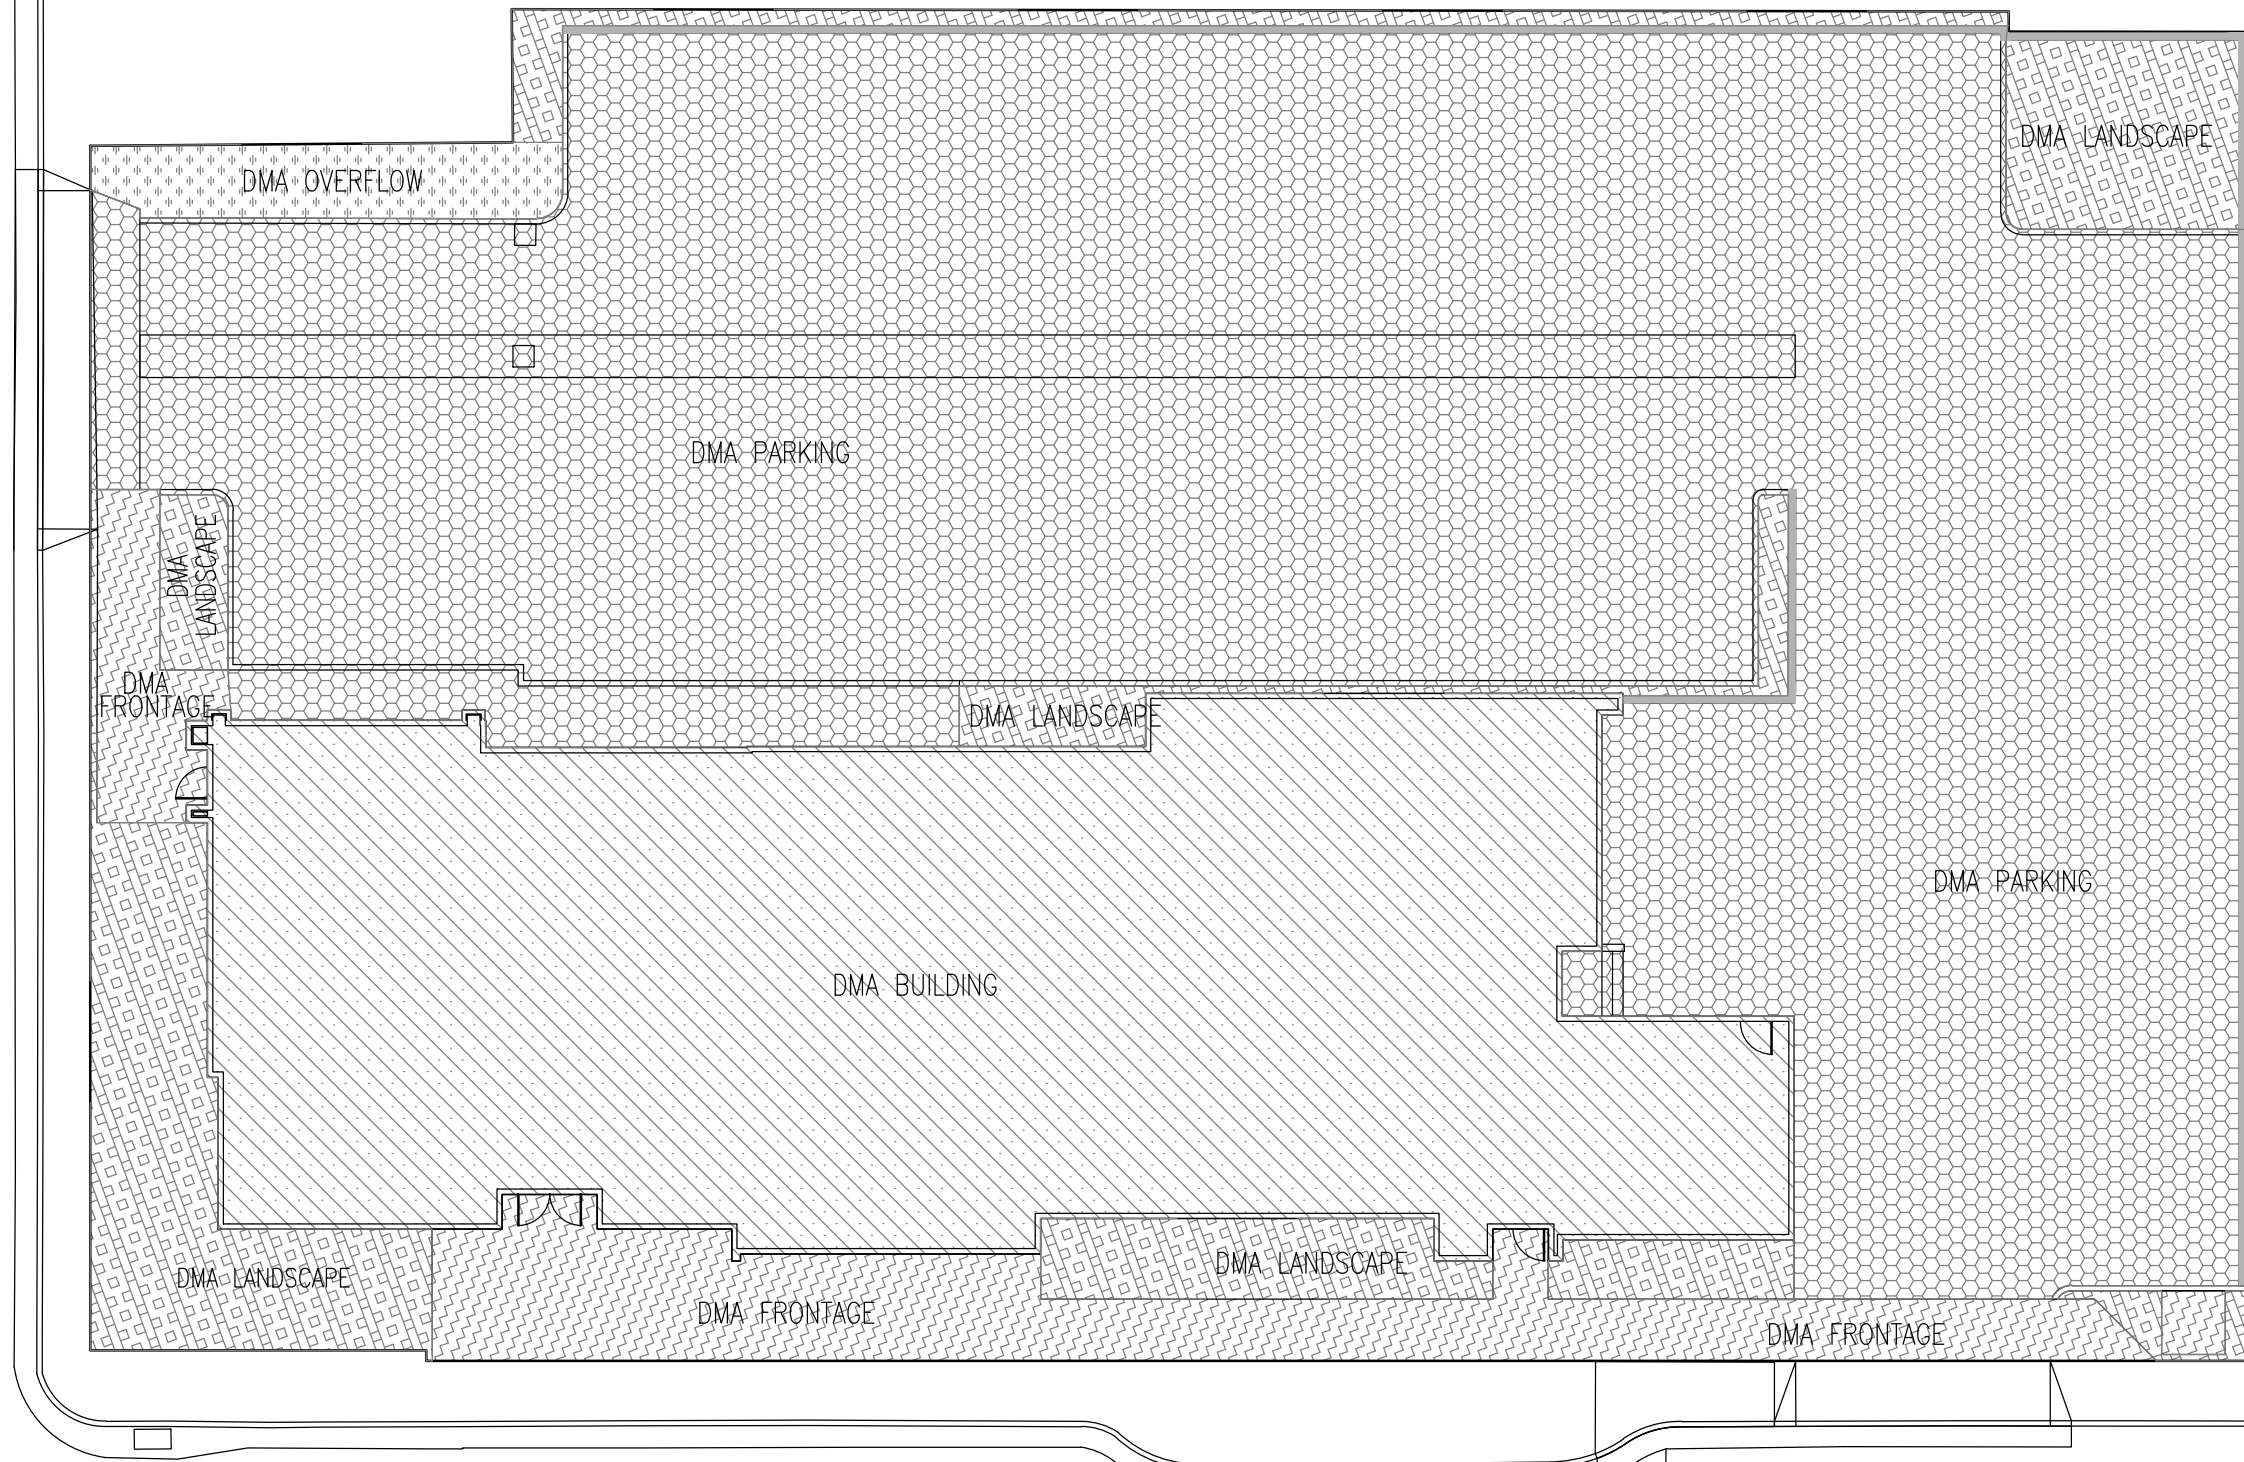 DMA LANDSCAPE
DMA OVERFLOW
DMA PARKING
DMA
LANDSCAPE
DMA
FRONTAGE
DMA LANDSCAPE
DMA PARKING
DMA BUILDING
DMA LANDSCAPE
DMA LANDSCAPE
DMA FRONTAGE
DMA FRONTAGE